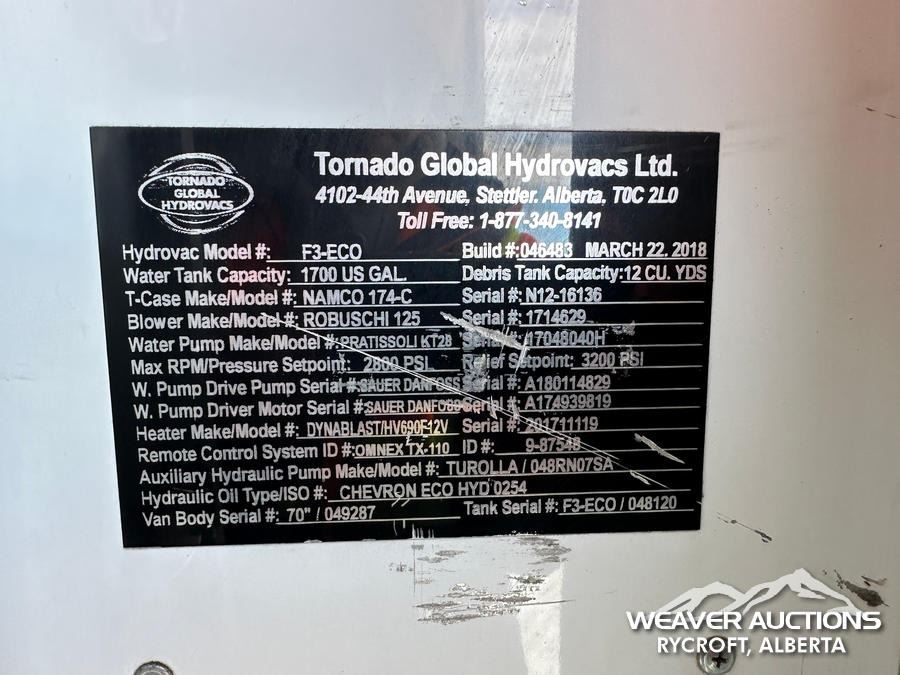 TORNADO
GLOBAL
HYDROVACS
Tornado Global Hydrovacs Ltd.
4102-44th Avenue, Stettler, Alberta, T0C 2L0
Toll Free: 1-877-340-8141
Hydrovac Model #: F3-ECO Build #:046483 MARCH 22, 2018
Water Tank Capacity: 1700 US GAL. Debris Tank Capacity:12 CU. YDS
T-Case Make/Model #: NAMCO 174-C Serial #: N12-16136
Blower Make/Model #: ROBUSCHI 125 Serial #: 1714629
Water Pump Make/Model #:PRATISSOLI KT28 Serial #: 17048040H
Max RPM/Pressure Setpoint: 2800 PSI Relief Setpoint: 3200 PSI
W. Pump Drive Pump Serial #:SAUER DANFOSS Serial #: A180114829
W. Pump Driver Motor Serial #:SAUER DANFOSS Serial #: A174939819
Heater Make/Model #: DYNABLAST/HV690F12V Serial #: 201711119
Remote Control System ID #:OMNEX TX-110 ID #: 9-87548
Auxiliary Hydraulic Pump Make/Model #: TUROLLA / 048RN07SA
Hydraulic Oil Type/ISO #: CHEVRON ECO HYD 0254
Van Body Serial #: 70" / 049287 Tank Serial #: F3-ECO / 048120
WEAVER AUCTIONS
RYCROFT, ALBERTA